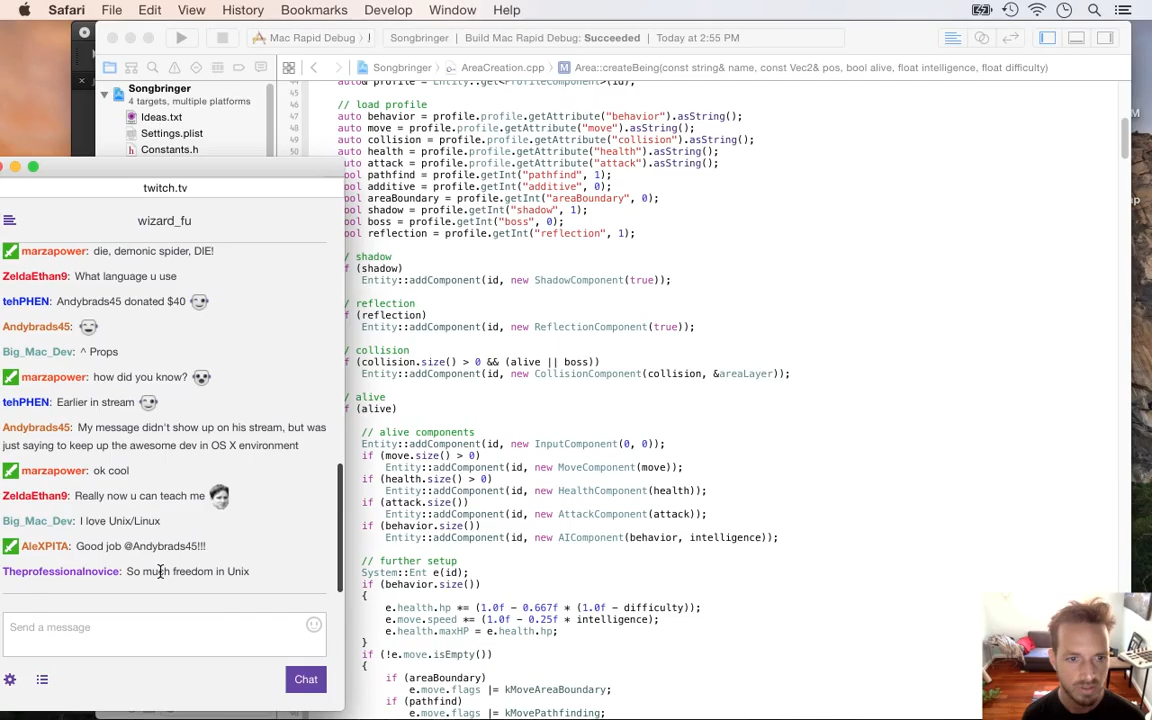 Safari File Edit View History Bookmarks Develop Window Help
Mac Rapid Debug
Songbringer | Build Mac Rapid Debug: Succeeded | Today at 2:55 PM
Songbringer AreaCreation.cpp M Area::createBeing(const string& name, const Vec2& pos, bool alive, float intelligence, float difficulty)
Songbringer
4 targets, multiple platforms
Ideas.txt
Settings.plist
Constants.h
45
46 // load profile
47 auto behavior = profile.profile.getAttribute("behavior").asString();
48 auto move = profile.profile.getAttribute("move").asString();
49 auto collision = profile.profile.getAttribute("collision").asString();
50 auto health = profile.profile.getAttribute("health").asString();
auto attack = profile.profile.getAttribute("attack").asString();
ool pathfind = profile.getInt("pathfind", 1);
ool additive = profile.getInt("additive", 0);
ool areaBoundary = profile.getInt("areaBoundary", 0);
ool shadow = profile.getInt("shadow", 1);
ool boss = profile.getInt("boss", 0);
ool reflection = profile.getInt("reflection", 1);
/ shadow
f (shadow)
Entity::addComponent(id, new ShadowComponent(true));
/ reflection
f (reflection)
Entity::addComponent(id, new ReflectionComponent(true));
/ collision
f (collision.size() > 0 && (alive || boss))
Entity::addComponent(id, new CollisionComponent(collision, &areaLayer));
/ alive
f (alive)
// alive components
Entity::addComponent(id, new InputComponent(0, 0));
if (move.size() > 0)
Entity::addComponent(id, new MoveComponent(move));
if (health.size() > 0)
Entity::addComponent(id, new HealthComponent(health));
if (attack.size())
Entity::addComponent(id, new AttackComponent(attack));
if (behavior.size())
Entity::addComponent(id, new AIComponent(behavior, intelligence));
// further setup
System::Ent e(id);
if (behavior.size())
{
e.health.hp *= (1.0f - 0.667f * (1.0f - difficulty));
e.move.speed *= (1.0f - 0.25f * intelligence);
e.health.maxHP = e.health.hp;
}
if (!e.move.isEmpty())
{
if (areaBoundary)
e.move.flags |= kMoveAreaBoundary;
if (pathfind)
e.move.flags |= kMovePathfinding;
twitch.tv
wizard_fu
marzapower: die, demonic spider, DIE!
ZeldaEthan9: What language u use
tehPHEN: Andybrads45 donated $40
Andybrads45:
Big_Mac_Dev: ^ Props
marzapower: how did you know?
tehPHEN: Earlier in stream
Andybrads45: My message didn't show up on his stream, but was
just saying to keep up the awesome dev in OS X environment
marzapower: ok cool
ZeldaEthan9: Really now u can teach me
Big_Mac_Dev: I love Unix/Linux
AleXPITA: Good job @Andybrads45!!!
Theprofessionalnovice: So much freedom in Unix
Send a message
Chat